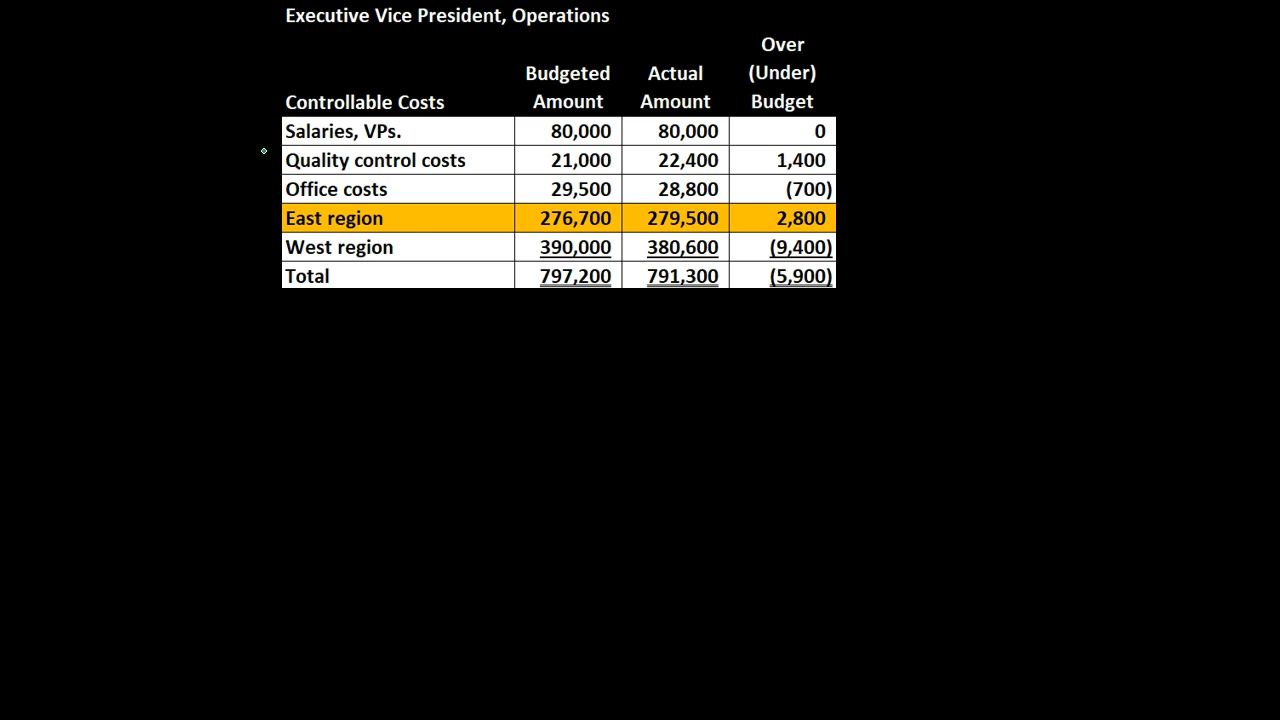 Executive Vice President, Operations
Over
Budgeted Actual (Under)
Controllable Costs Amount Amount Budget
Salaries, VPs. 80,000 80,000 0
Quality control costs 21,000 22,400 1,400
Office costs 29,500 28,800 (700)
East region 276,700 279,500 2,800
West region 390,000 380,600 (9,400)
Total 797,200 791,300 (5,900)